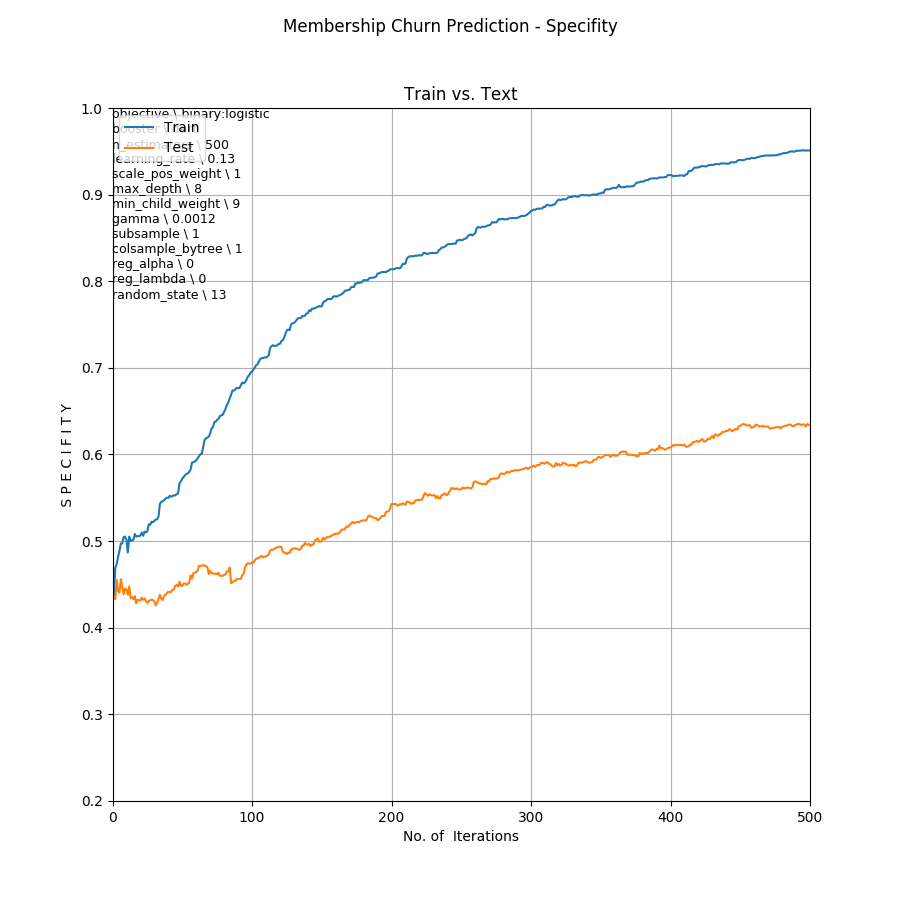 Membership Churn Prediction - Specifity
Train vs. Text
objective \ binary:logistic
Train
\ 500
Test
learning_rate \ 0.13
scale_pos_weight \ 1
max_depth \ 8
min_child_weight \ 9
gamma \ 0.0012
subsample \ 1
colsample_bytree \ 1
reg_alpha \ 0
reg_lambda \ 0
random_state \ 13
1.0
0.9
0.8
0.7
0.6
0.5
0.4
0.3
0.2
S P E C I F I T Y
0 100 200 300 400 500
No. of  Iterations